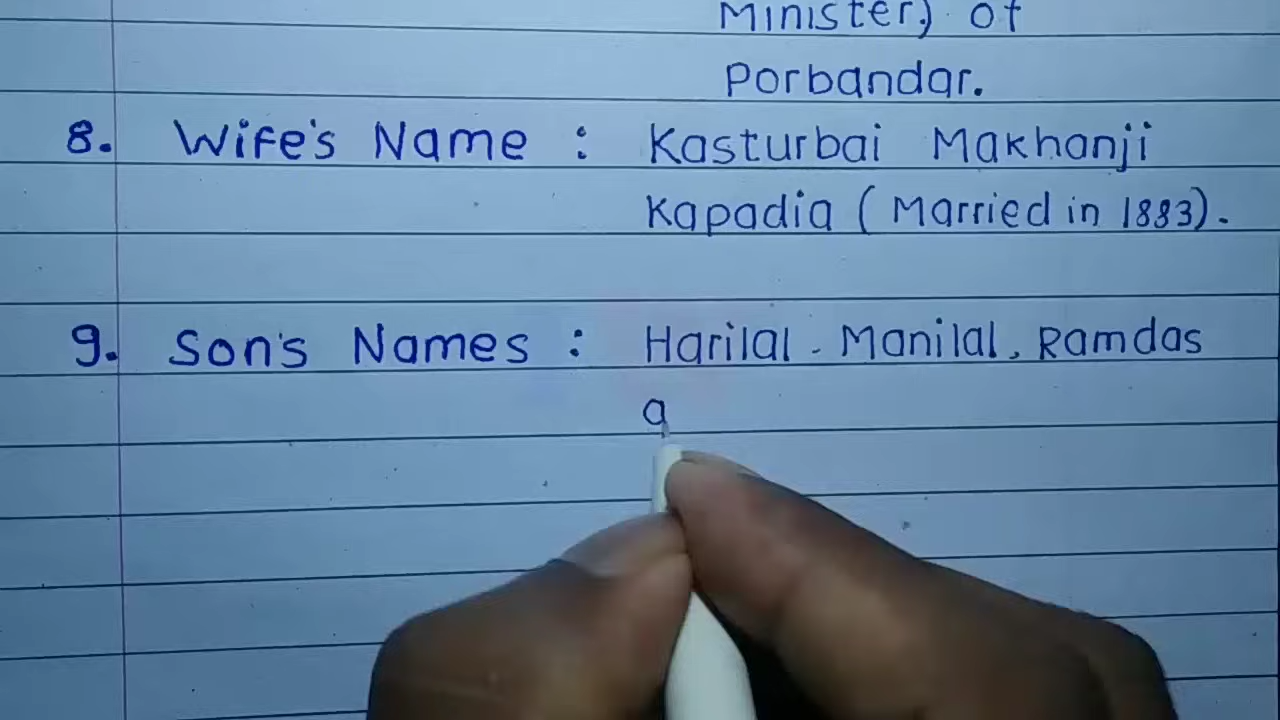 Minister) of
Porbandar.
8. Wife's Name : Kasturbai Makhanji
Kapadia (Married in 1883).
9. Son's Names : Harilal - Manilal, Ramdas
a